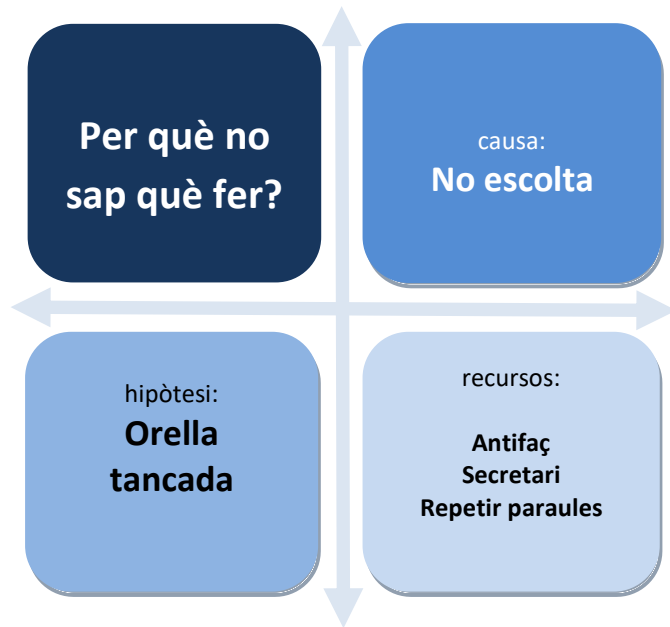 Per què no
sap què fer?
causa:
No escolta
hipòtesi:
Orella
tancada
recursos:
Antifaç
Secretari
Repetir paraules